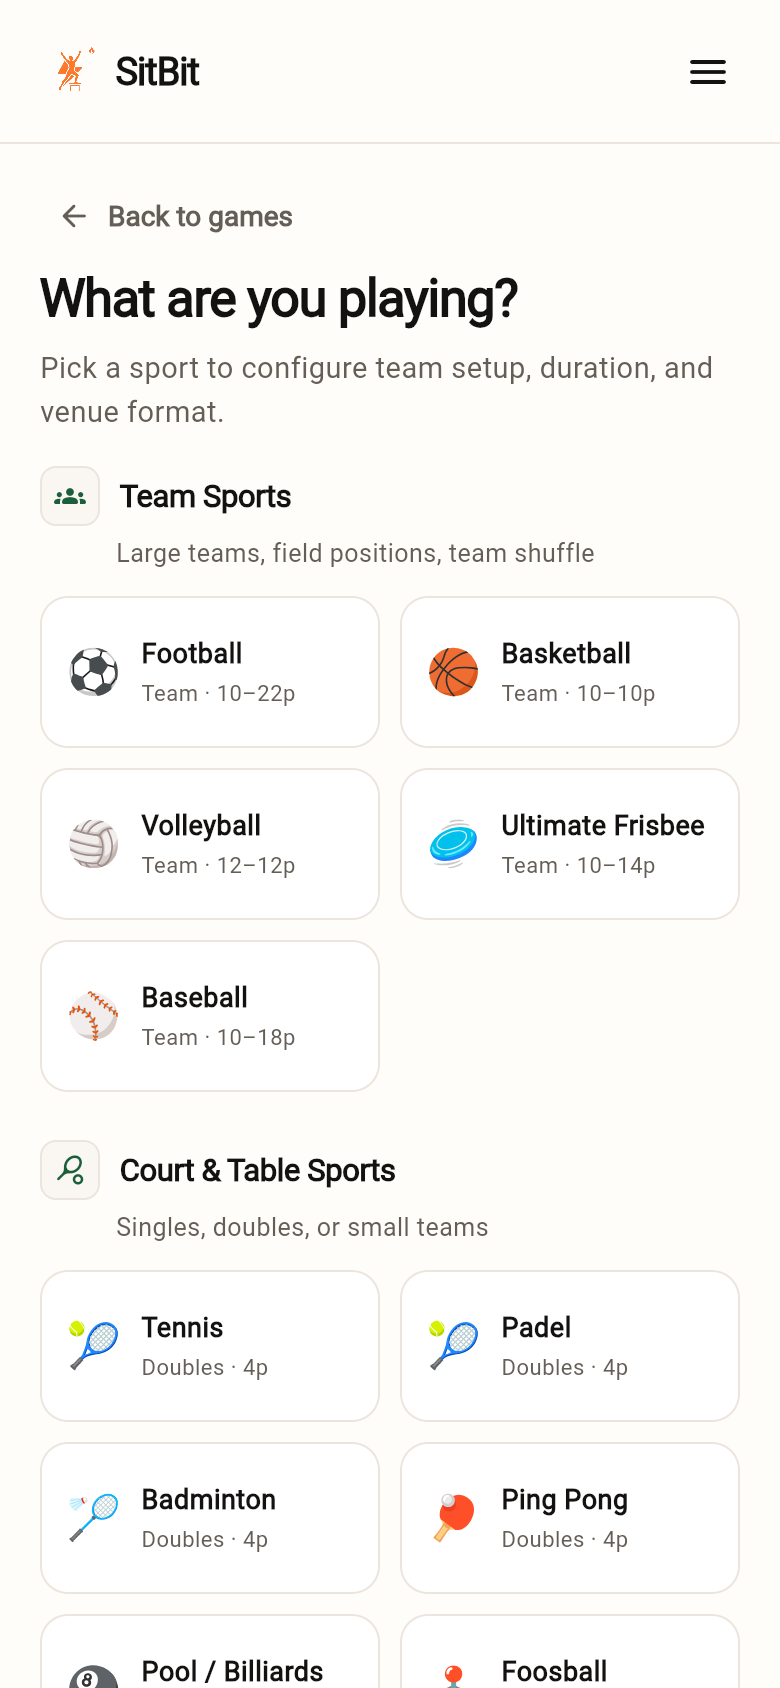 SitBit
Back to games
What are you playing?
Pick a sport to configure team setup, duration, and
venue format.
Team Sports
Large teams, field positions, team shuffle
Football
Team · 10–22p
Basketball
Team · 10–10p
Volleyball
Team · 12–12p
Ultimate Frisbee
Team · 10–14p
Baseball
Team · 10–18p
Court & Table Sports
Singles, doubles, or small teams
Tennis
Doubles · 4p
Padel
Doubles · 4p
Badminton
Doubles · 4p
Ping Pong
Doubles · 4p
8
Pool / Billiards
Foosball